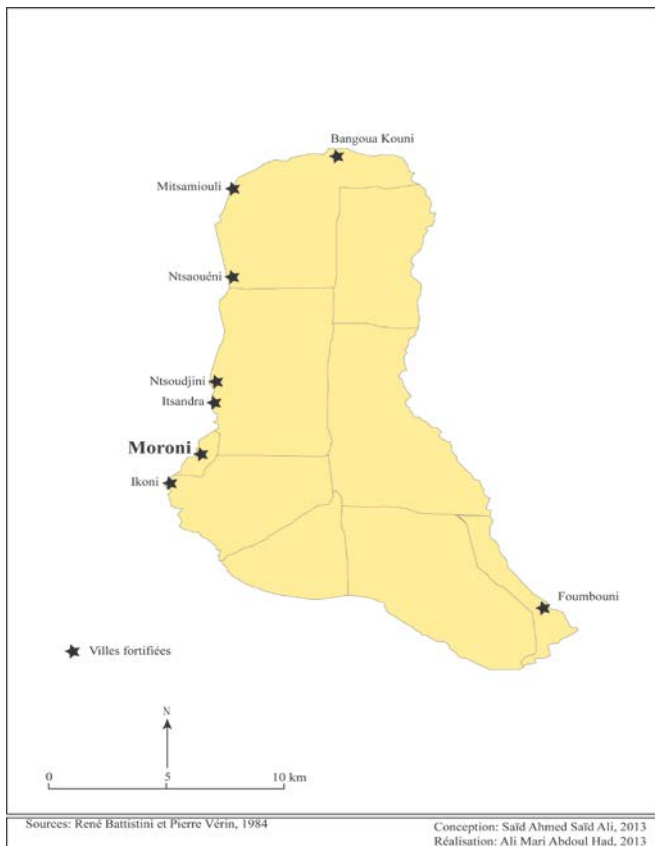 Bangoua Kouni
Mitsamiouli
Ntsaouéni
Ntsoudjini
Itsandra
Moroni
Ikoni
Foumbouni
Villes fortifiées
N
0 5 10 km
Sources: René Battistini et Pierre Vérin, 1984
Conception: Saïd Ahmed Saïd Ali, 2013
Réalisation: Ali Mari Abdoul Had, 2013